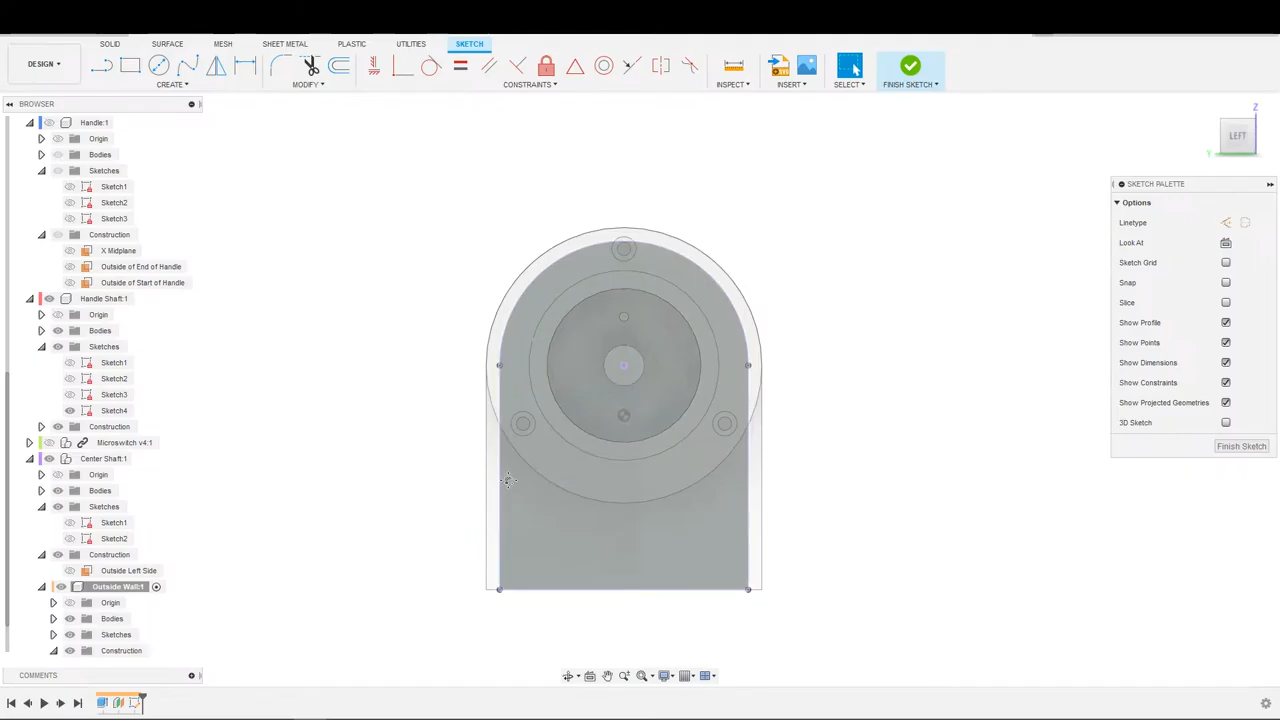 SOLID SURFACE MESH SHEET METAL PLASTIC UTILITIES SKETCH
DESIGN
CREATE MODIFY CONSTRAINTS INSPECT INSERT SELECT FINISH SKETCH
BROWSER
Handle:1
Origin
Bodies
Sketches
Sketch1
Sketch2
Sketch3
Construction
X Midplane
Outside of End of Handle
Outside of Start of Handle
Handle Shaft:1
Origin
Bodies
Sketches
Sketch1
Sketch2
Sketch3
Sketch4
Construction
Microswitch v4:1
Center Shaft:1
Origin
Bodies
Sketches
Sketch1
Sketch2
Construction
Outside Left Side
Outside Wall:1
Origin
Bodies
Sketches
Construction
COMMENTS
Z
LEFT
Y
SKETCH PALETTE
Options
Linetype
Look At
Sketch Grid
Snap
Slice
Show Profile
Show Points
Show Dimensions
Show Constraints
Show Projected Geometries
3D Sketch
Finish Sketch